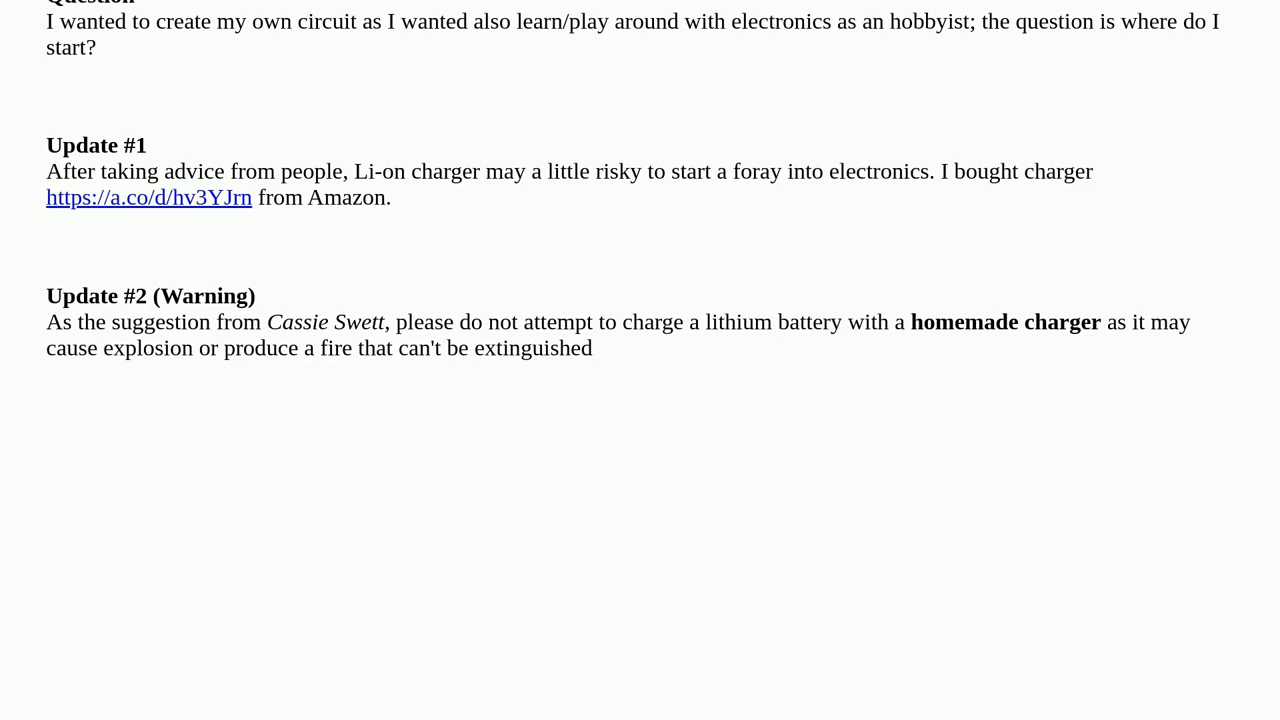 Question
I wanted to create my own circuit as I wanted also learn/play around with electronics as an hobbyist; the question is where do I
start?
Update #1
After taking advice from people, Li-on charger may a little risky to start a foray into electronics. I bought charger
https://a.co/d/hv3YJrn from Amazon.
Update #2 (Warning)
As the suggestion from Cassie Swett, please do not attempt to charge a lithium battery with a homemade charger as it may
cause explosion or produce a fire that can't be extinguished